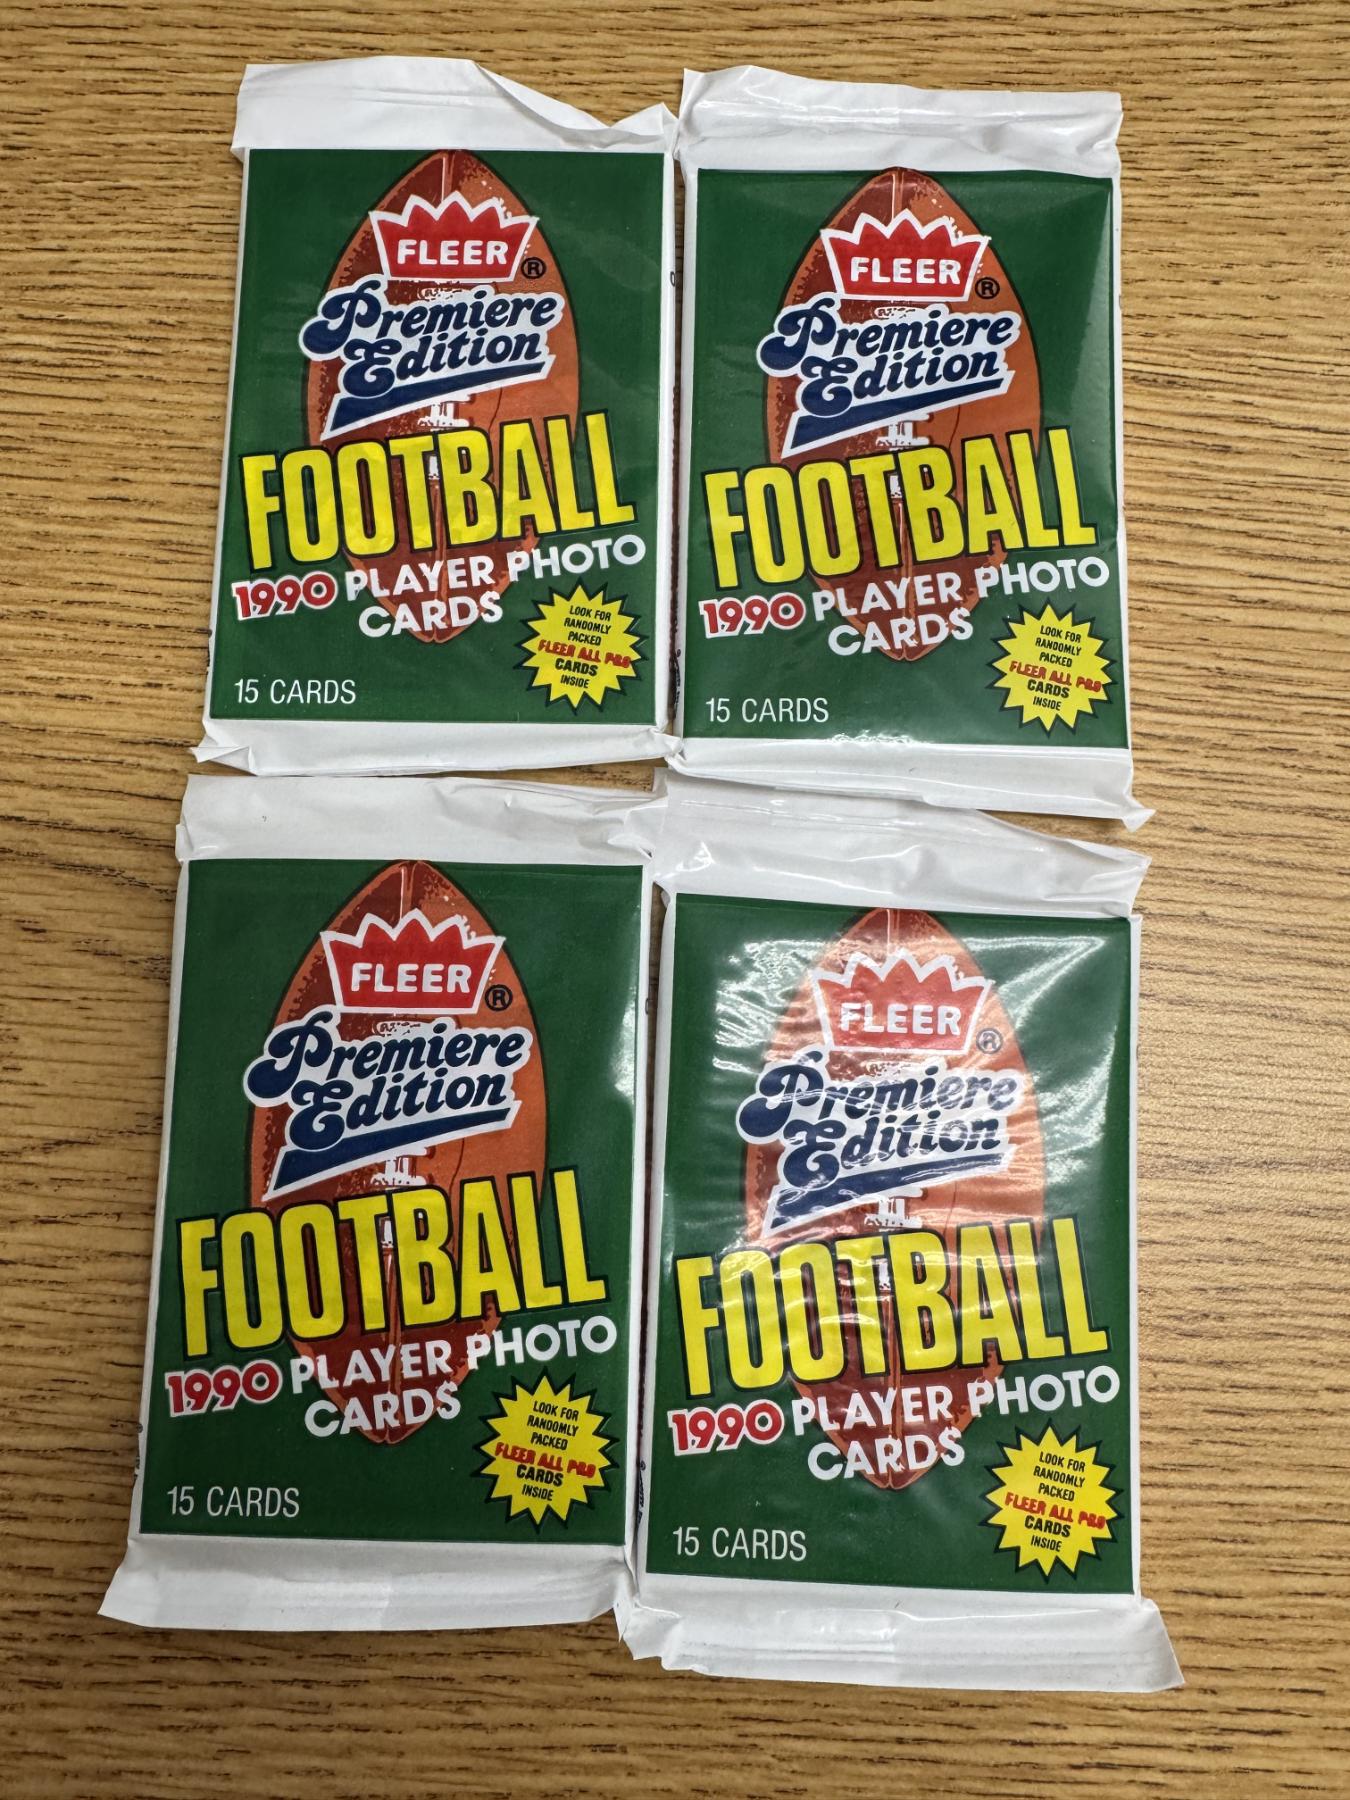 FLEER ®
Premiere
Edition
FOOTBALL
1990 PLAYER PHOTO
CARDS
LOOK FOR
RANDOMLY
PACKED
FLEER ALL PRO
CARDS
INSIDE
15 CARDS
FLEER ®
Premiere
Edition
FOOTBALL
1990 PLAYER PHOTO
CARDS
LOOK FOR
RANDOMLY
PACKED
FLEER ALL PRO
CARDS
INSIDE
15 CARDS
FLEER ®
Premiere
Edition
FOOTBALL
1990 PLAYER PHOTO
CARDS
LOOK FOR
RANDOMLY
PACKED
FLEER ALL PRO
CARDS
INSIDE
15 CARDS
FLEER ®
Premiere
Edition
FOOTBALL
1990 PLAYER PHOTO
CARDS
LOOK FOR
RANDOMLY
PACKED
FLEER ALL PRO
CARDS
INSIDE
15 CARDS